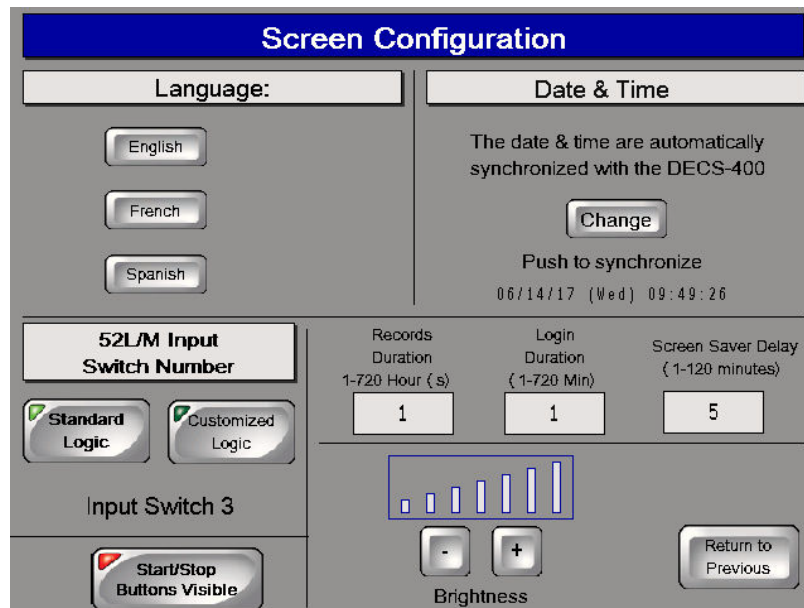 Screen Configuration
Language:
English
French
Spanish
Date & Time
The date & time are automatically
synchronized with the DECS-400
Change
Push to synchronize
06/14/17 (Wed) 09:49:26
52L/M Input
Switch Number
Standard
Logic
Customized
Logic
Input Switch 3
Start/Stop
Buttons Visible
Records
Duration
1-720 Hour ( s)
1
Login
Duration
( 1-720 Min)
1
Screen Saver Delay
( 1-120 minutes)
5
-
+
Brightness
Return to
Previous